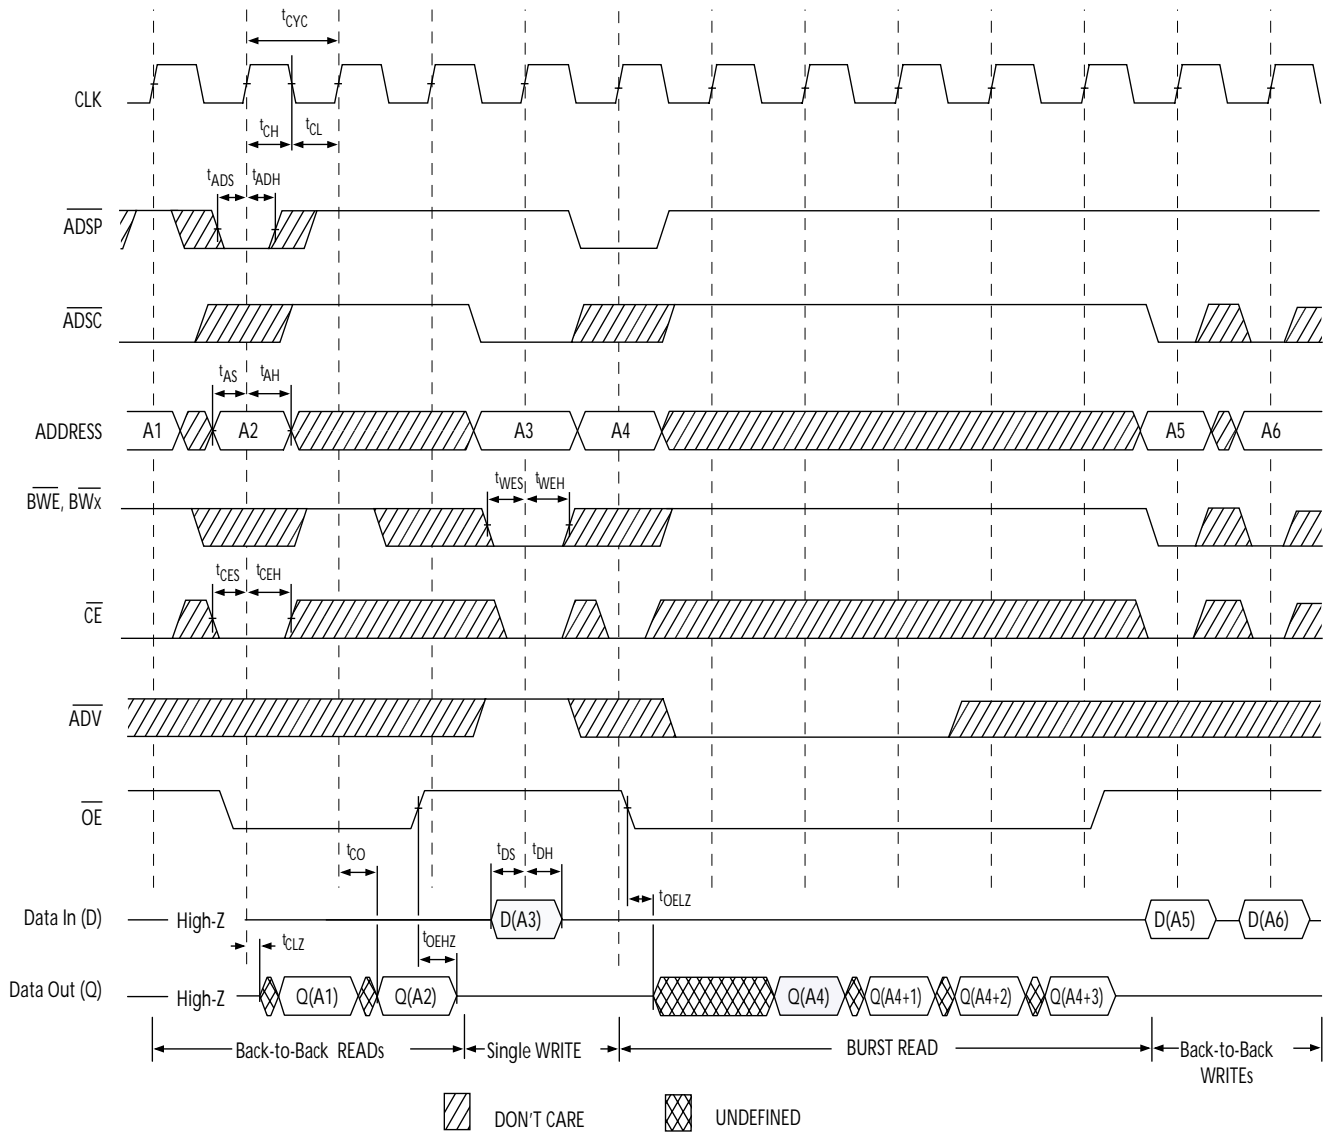 tCYC
CLK
tCH
tCL
tADS
tADH
ADSP
ADSC
tAS
tAH
ADDRESS
A1
A2
A3
A4
A5
A6
tWES
tWEH
BWE, BWx
tCES
tCEH
CE
ADV
OE
tCO
tDS
tDH
tOELZ
Data In (D)
High-Z
D(A3)
D(A5)
D(A6)
tCLZ
tOEHZ
Data Out (Q)
High-Z
Q(A1)
Q(A2)
Q(A4)
Q(A4+1)
Q(A4+2)
Q(A4+3)
Back-to-Back READs
Single WRITE
BURST READ
Back-to-Back
WRITEs
DON'T CARE
UNDEFINED